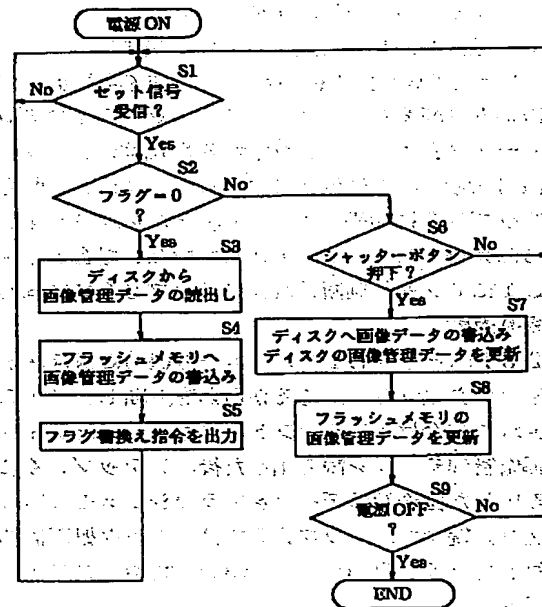 電源 ON
S1
No
セット信号
受信?
Yes
S2
フラグ=0
?
No
Yes
S3
ディスクから
画像管理データの読出し
S4
フラッシュメモリへ
画像管理データの書込み
S5
フラグ書換え指令を出力
S6
シャッターボタン
押下?
No
Yes
S7
ディスクへ画像データの書込み
ディスクの画像管理データを更新
S8
フラッシュメモリの
画像管理データを更新
S9
電源 OFF
?
No
Yes
END